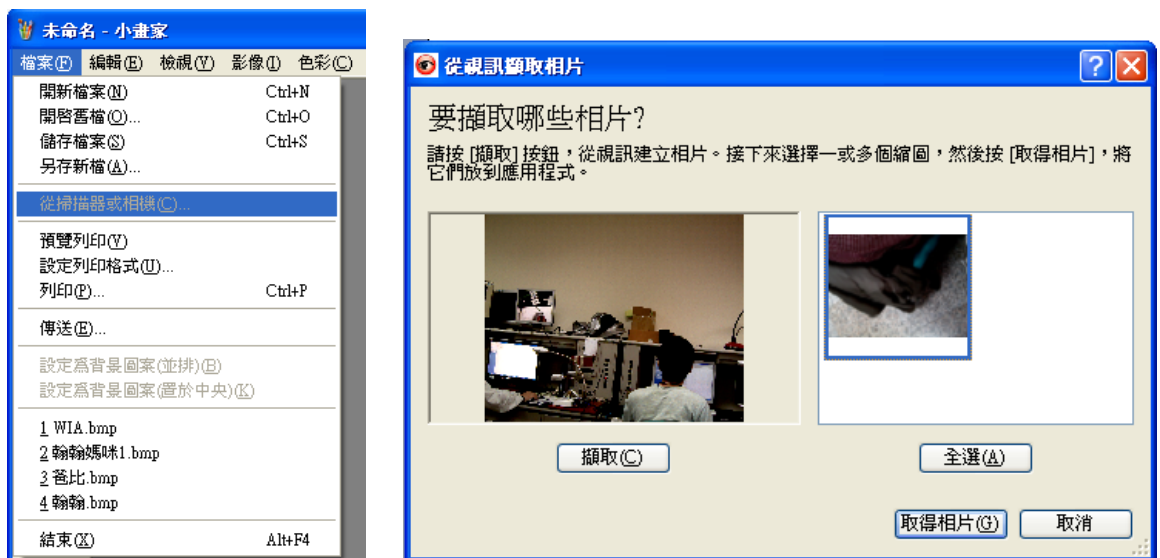 未命名 - 小畫家
檔案(F) 編輯(E) 檢視(V) 影像(I) 色彩(C)
開新檔案(N) Ctrl+N
開啓舊檔(O)... Ctrl+O
儲存檔案(S) Ctrl+S
另存新檔(A)...
從掃描器或相機(C)...
預覽列印(V)
設定列印格式(U)...
列印(P)... Ctrl+P
傳送(E)...
設定爲背景圖案(並排)(B)
設定爲背景圖案(置於中央)(K)
1 WIA.bmp
2 翰翰媽咪1.bmp
3 爸比.bmp
4 翰翰.bmp
結束(X) Alt+F4
從視訊擷取相片
要擷取哪些相片?
請按 [擷取] 按鈕，從視訊建立相片。接下來選擇一或多個縮圖，然後按 [取得相片]，將
它們放到應用程式。
擷取(C)
全選(A)
取得相片(G)
取消